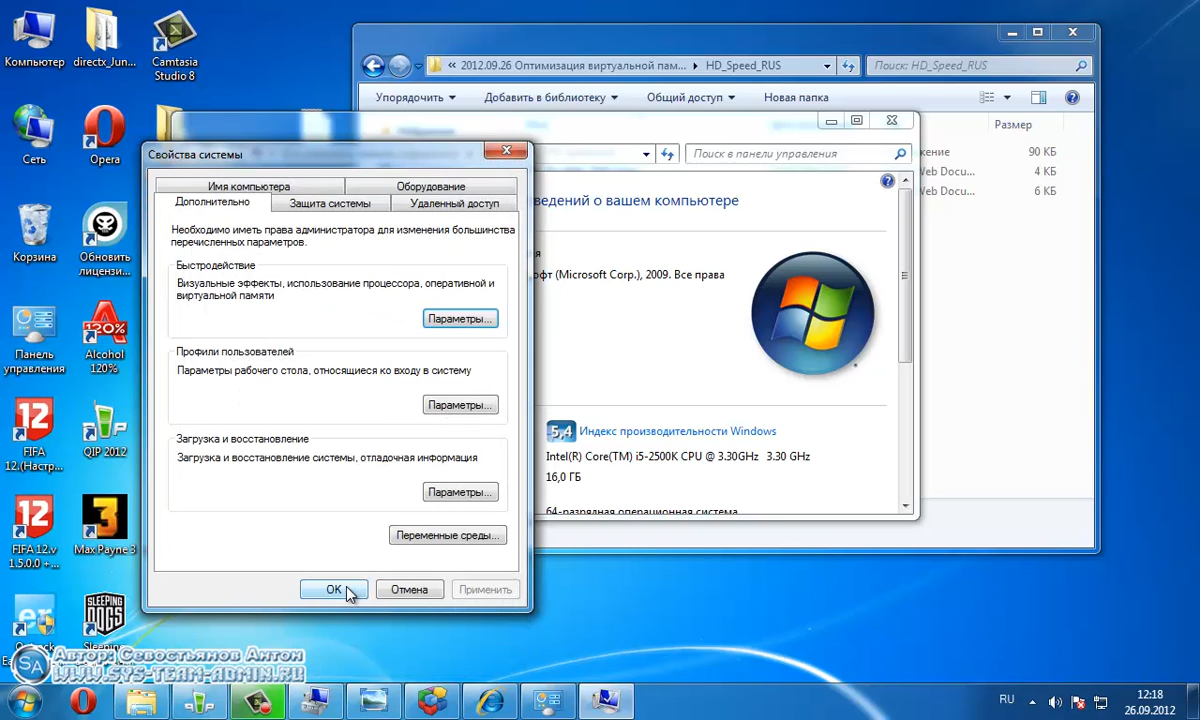 Компьютер
directx_Jun...
Camtasia
Studio 8
Сеть
Opera
Корзина
Обновить
лицензи...
Панель
управления
Alcohol
120%
FIFA
12.(Настр...
QIP 2012
FIFA 12.v
1.5.0.0 +...
Max Payne 3
SLEEPING
DOGS
« 2012.09.26 Оптимизация виртуальной пам... ▸ HD_Speed_RUS
Поиск: HD_Speed_RUS
Упорядочить
Добавить в библиотеку
Общий доступ
Новая папка
Размер
жение
90 КБ
Web Docu...
4 КБ
Web Docu...
6 КБ
Поиск в панели управления
ведений о вашем компьютере
офт (Microsoft Corp.), 2009. Все права
5,4 Индекс производительности Windows
Intel(R) Core(TM) i5-2500K CPU @ 3.30GHz 3.30 GHz
16,0 ГБ
64-разрядная операционная система
Свойства системы
Имя компьютера
Оборудование
Дополнительно
Защита системы
Удаленный доступ
Необходимо иметь права администратора для изменения большинства
перечисленных параметров.
Быстродействие
Визуальные эффекты, использование процессора, оперативной и
виртуальной памяти
Параметры...
Профили пользователей
Параметры рабочего стола, относящиеся ко входу в систему
Параметры...
Загрузка и восстановление
Загрузка и восстановление системы, отладочная информация
Параметры...
Переменные среды...
ОК
Отмена
Применить
SA
Автор: Севостьянов Антон
WWW.SYS-TEAM-ADMIN.RU
RU
12:18
26.09.2012